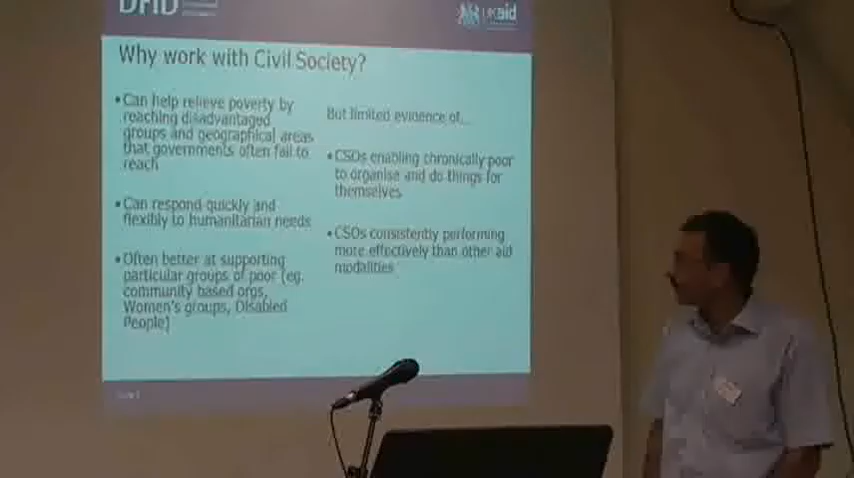 DFID
UKaid
Why work with Civil Society?
•Can help relieve poverty by
reaching disadvantaged
groups and geographical areas
that governments often fail to
reach
•Can respond quickly and
flexibly to humanitarian needs
•Often better at supporting
particular groups of poor (eg.
community based orgs,
Women's groups, Disabled
People)
But limited evidence of...
•CSOs enabling chronically poor
to organise and do things for
themselves
•CSOs consistently performing
more effectively than other aid
modalities